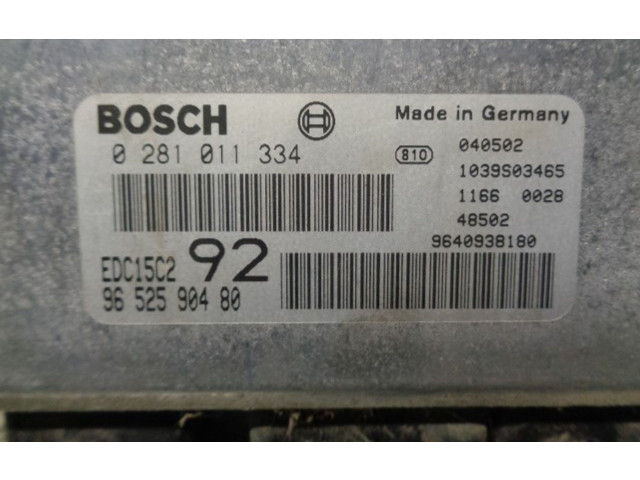 BOSCH
Made in Germany
0 281 011 334
810
040502
1039S03465
1166 0028
48502
9640938180
EDC15C2 92
96 525 904 80